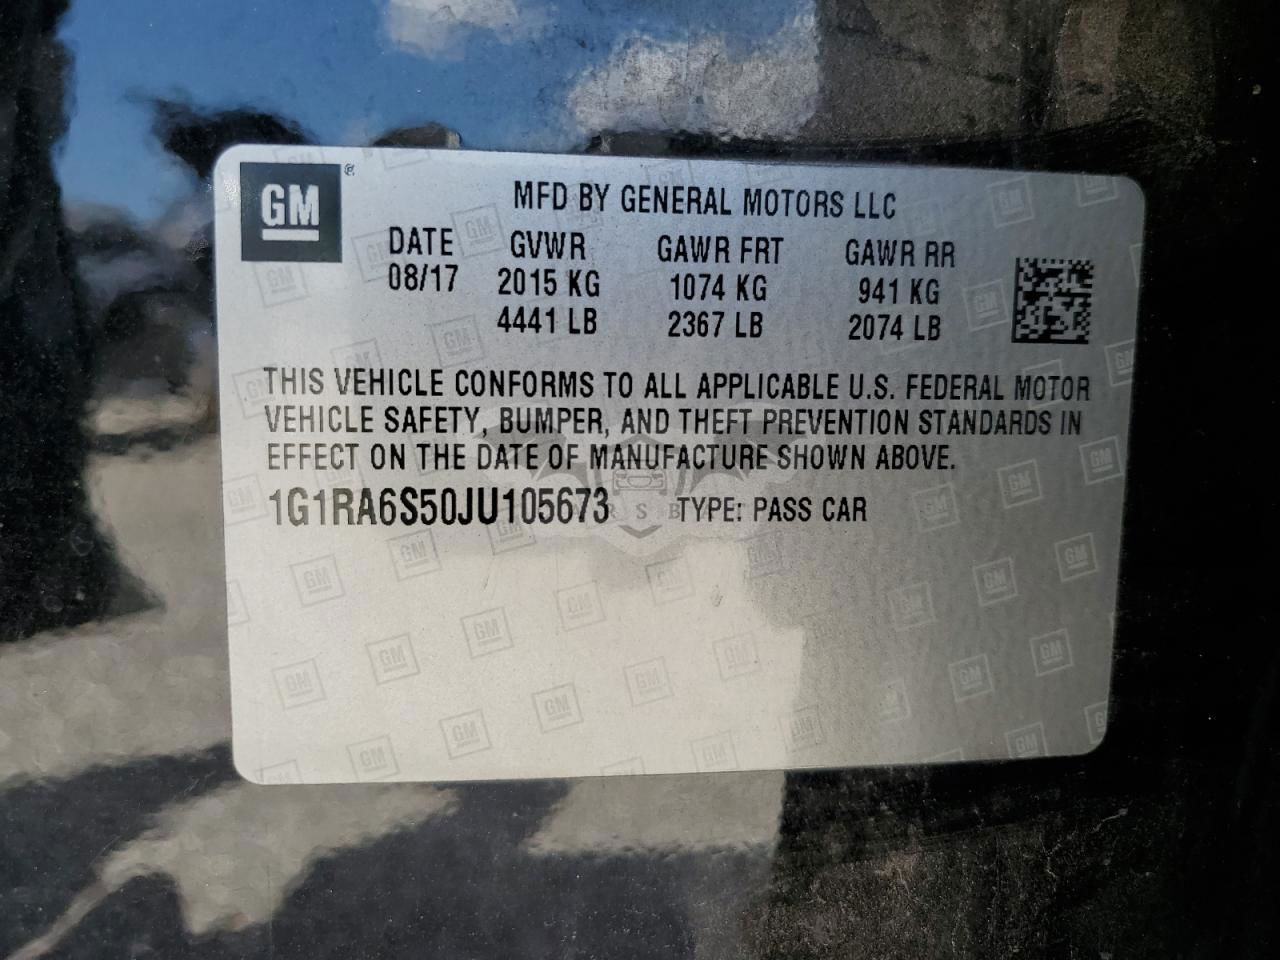 GM ®
MFD BY GENERAL MOTORS LLC
DATE GVWR GAWR FRT GAWR RR
08/17 2015 KG 1074 KG 941 KG
4441 LB 2367 LB 2074 LB
THIS VEHICLE CONFORMS TO ALL APPLICABLE U.S. FEDERAL MOTOR
VEHICLE SAFETY, BUMPER, AND THEFT PREVENTION STANDARDS IN
EFFECT ON THE DATE OF MANUFACTURE SHOWN ABOVE.
1G1RA6S50JU105673 TYPE: PASS CAR